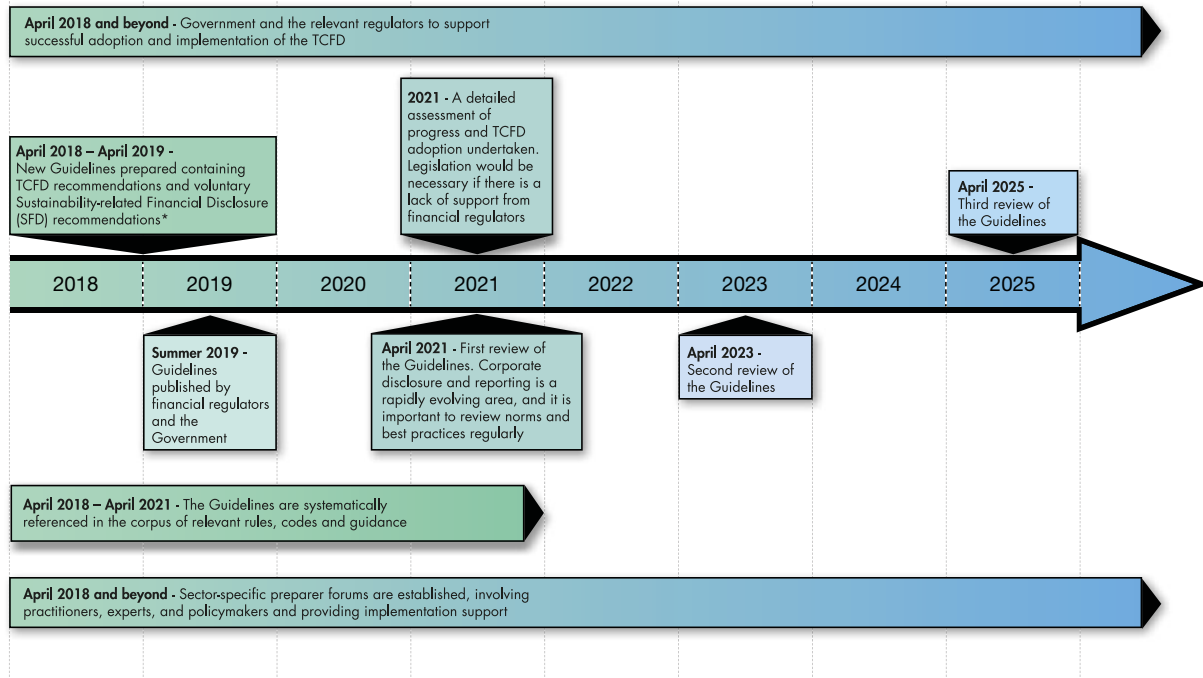 April 2018 and beyond - Government and the relevant regulators to support
successful adoption and implementation of the TCFD
2021 - A detailed
assessment of
progress and TCFD
adoption undertaken.
Legislation would be
necessary if there is a
lack of support from
financial regulators
April 2018 – April 2019 -
New Guidelines prepared containing
TCFD recommendations and voluntary
Sustainability-related Financial Disclosure
(SFD) recommendations*
April 2025 -
Third review of
the Guidelines
2018 2019 2020 2021 2022 2023 2024 2025
Summer 2019 -
Guidelines
published by
financial regulators
and the
Government
April 2021 - First review of
the Guidelines. Corporate
disclosure and reporting is a
rapidly evolving area, and it is
important to review norms and
best practices regularly
April 2023 -
Second review of
the Guidelines
April 2018 – April 2021 - The Guidelines are systematically
referenced in the corpus of relevant rules, codes and guidance
April 2018 and beyond - Sector-specific preparer forums are established, involving
practitioners, experts, and policymakers and providing implementation support